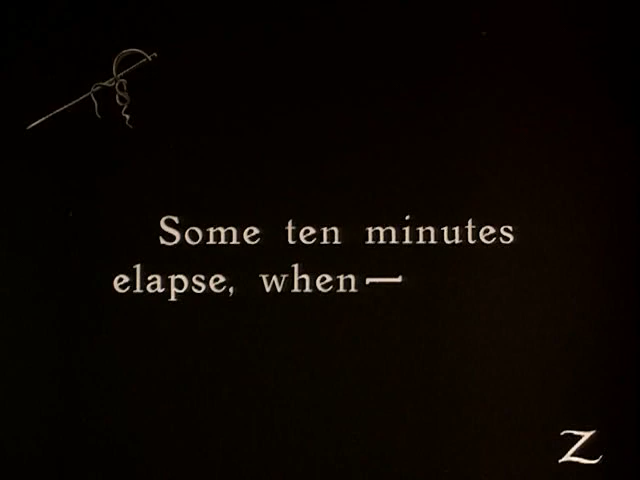 Some ten minutes
elapse, when—
Z